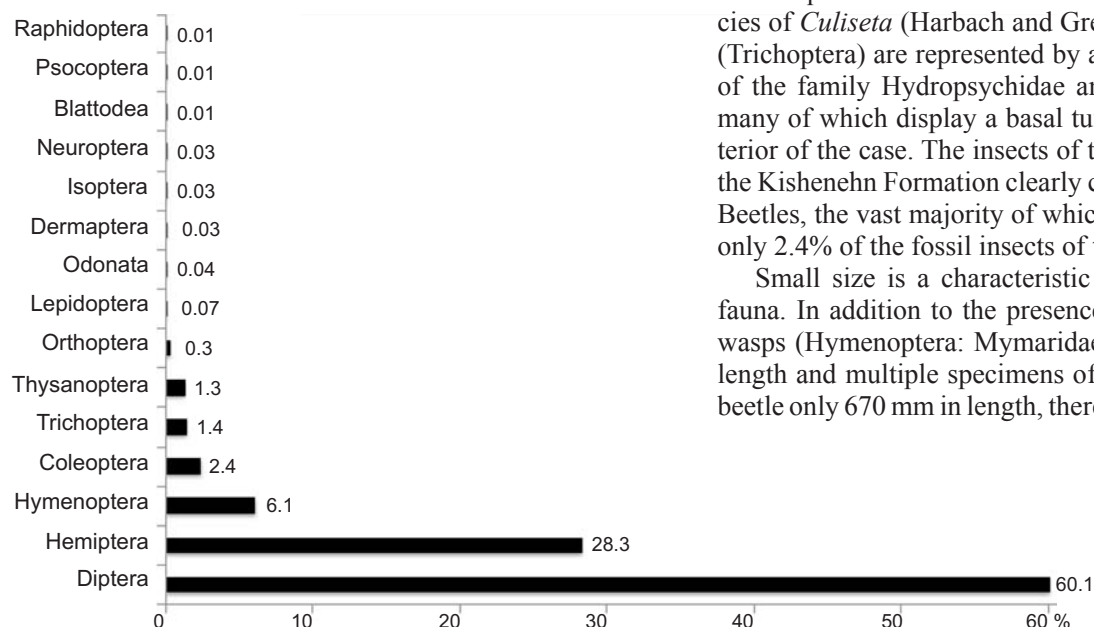 Raphidoptera 0.01
Psocoptera 0.01
Blattodea 0.01
Neuroptera 0.03
Isoptera 0.03
Dermaptera 0.03
Odonata 0.04
Lepidoptera 0.07
Orthoptera 0.3
Thysanoptera 1.3
Trichoptera 1.4
Coleoptera 2.4
Hymenoptera 6.1
Hemiptera 28.3
Diptera 60.1
0 10 20 30 40 50 60 %
cies of Culiseta (Harbach and Gre
(Trichoptera) are represented by a
of the family Hydropsychidae an
many of which display a basal tu
terior of the case. The insects of t
the Kishenehn Formation clearly c
Beetles, the vast majority of whic
only 2.4% of the fossil insects of
Small size is a characteristic
fauna. In addition to the presence
wasps (Hymenoptera: Mymaridae
length and multiple specimens of
beetle only 670 mm in length, there